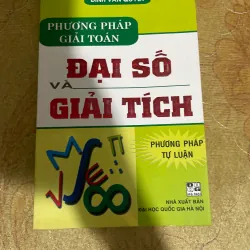 PHƯƠNG PHÁP
GIẢI TOÁN
ĐẠI SỐ
VÀ
GIẢI TÍCH
PHƯƠNG PHÁP
TỰ LUẬN
NHÀ XUẤT BẢN
ĐẠI HỌC QUỐC GIA HÀ NỘI